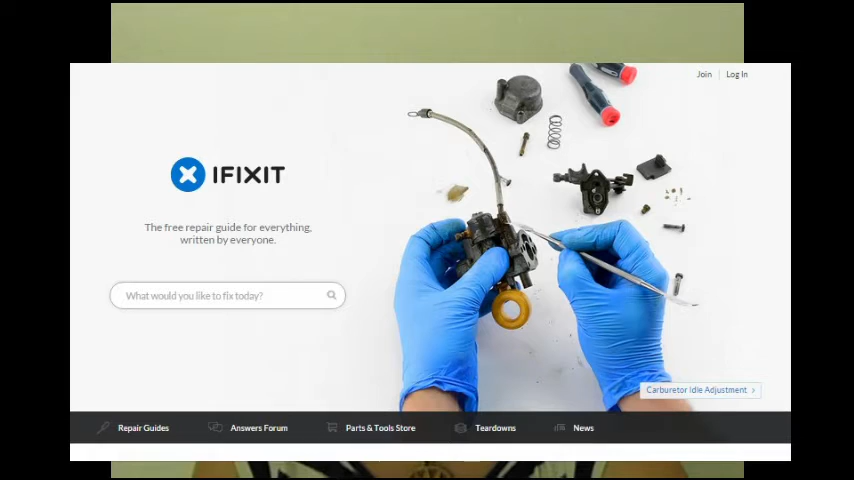 Join | Log In
IFIXIT
The free repair guide for everything,
written by everyone.
What would you like to fix today?
Carburetor Idle Adjustment >
Repair Guides
Answers Forum
Parts & Tools Store
Teardowns
News